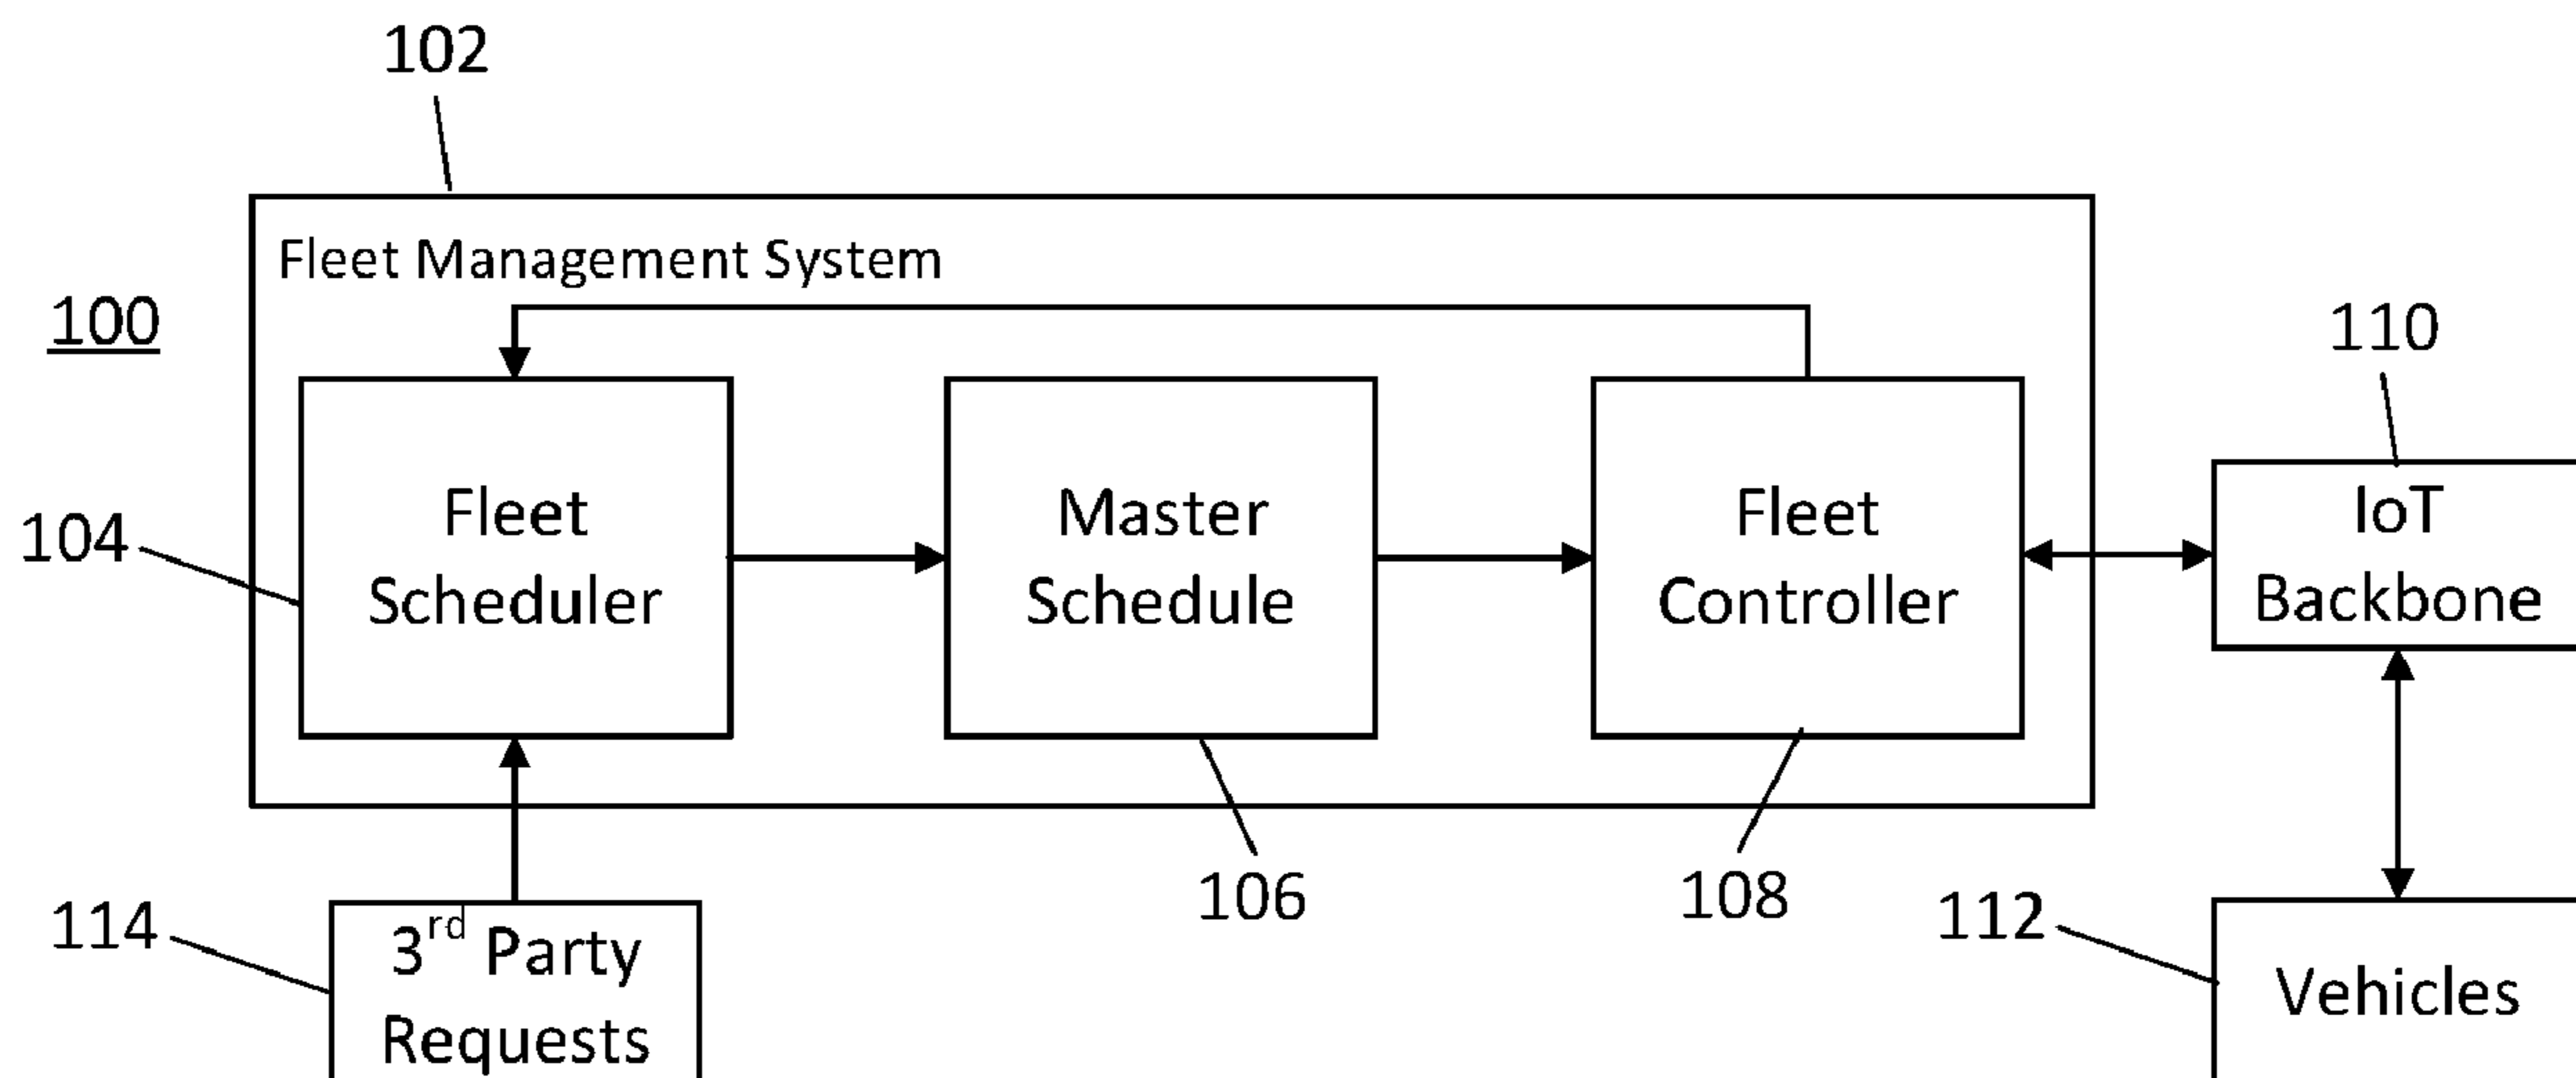 102
Fleet Management System
100
110
Fleet
Scheduler
Master
Schedule
Fleet
Controller
IoT
Backbone
104
106
108
112
114
3rd Party
Requests
Vehicles